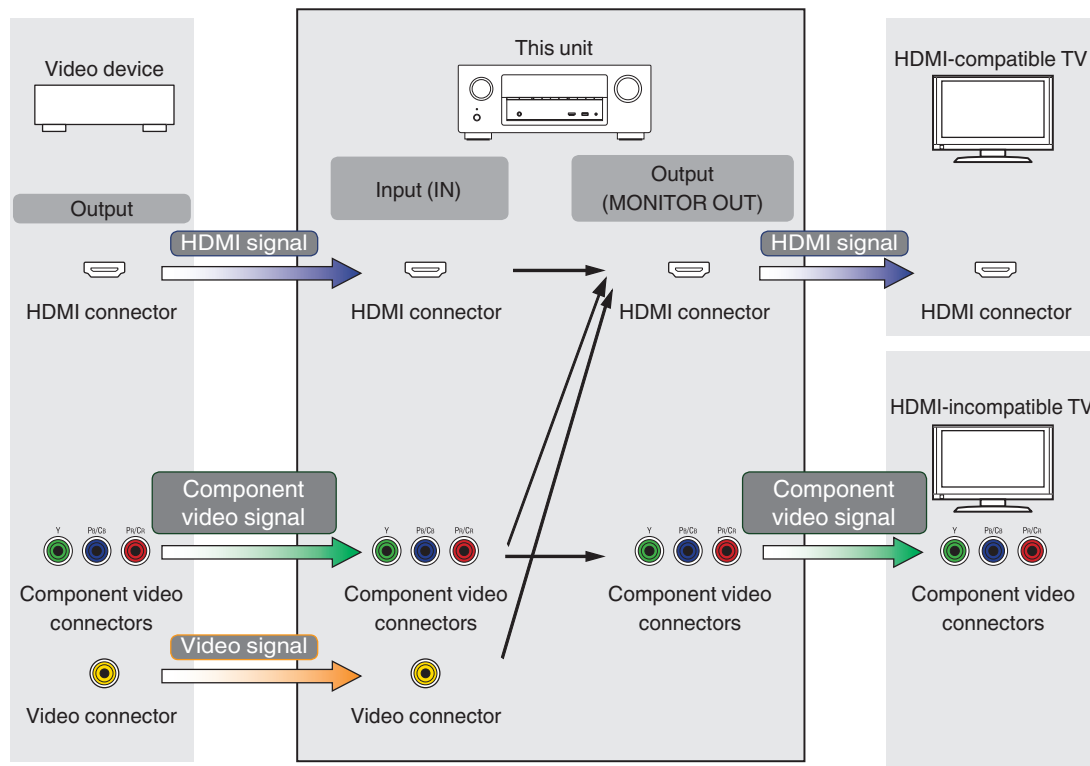 Video device
This unit
HDMI-compatible TV
Output
Input (IN)
Output
(MONITOR OUT)
HDMI signal
HDMI signal
HDMI connector
HDMI connector
HDMI connector
HDMI connector
HDMI-incompatible TV
Component
video signal
Component
video signal
Y PB/CB PR/CR
Y PB/CB PR/CR
Y PB/CB PR/CR
Y PB/CB PR/CR
Component video
connectors
Component video
connectors
Component video
connectors
Component video
connectors
Video signal
Video connector
Video connector